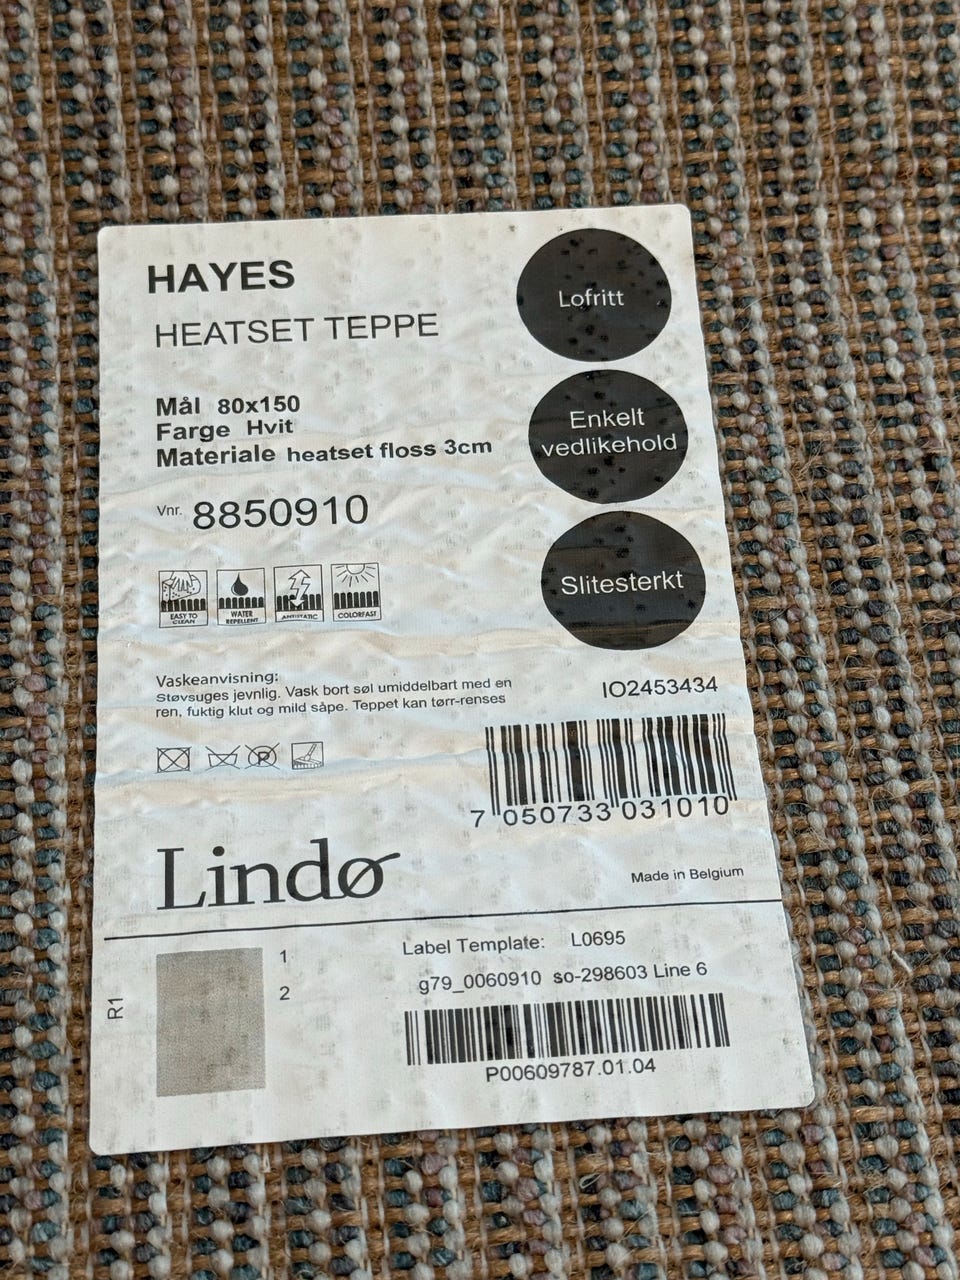 HAYES
HEATSET TEPPE
Mål 80x150
Farge Hvit
Materiale heatset floss 3cm
Vnr. 8850910
Lofritt
Enkelt
vedlikehold
Slitesterkt
EASY TO
CLEAN
WATER
REPELLENT
ANTISTATIC
COLORFAST
Vaskeanvisning:
Støvsuges jevnlig. Vask bort søl umiddelbart med en
ren, fuktig klut og mild såpe. Teppet kan tørr-renses
P
IO2453434
7 050733 031010
Lindø
Made in Belgium
R1
1
2
Label Template: L0695
g79_0060910 so-298603 Line 6
P00609787.01.04